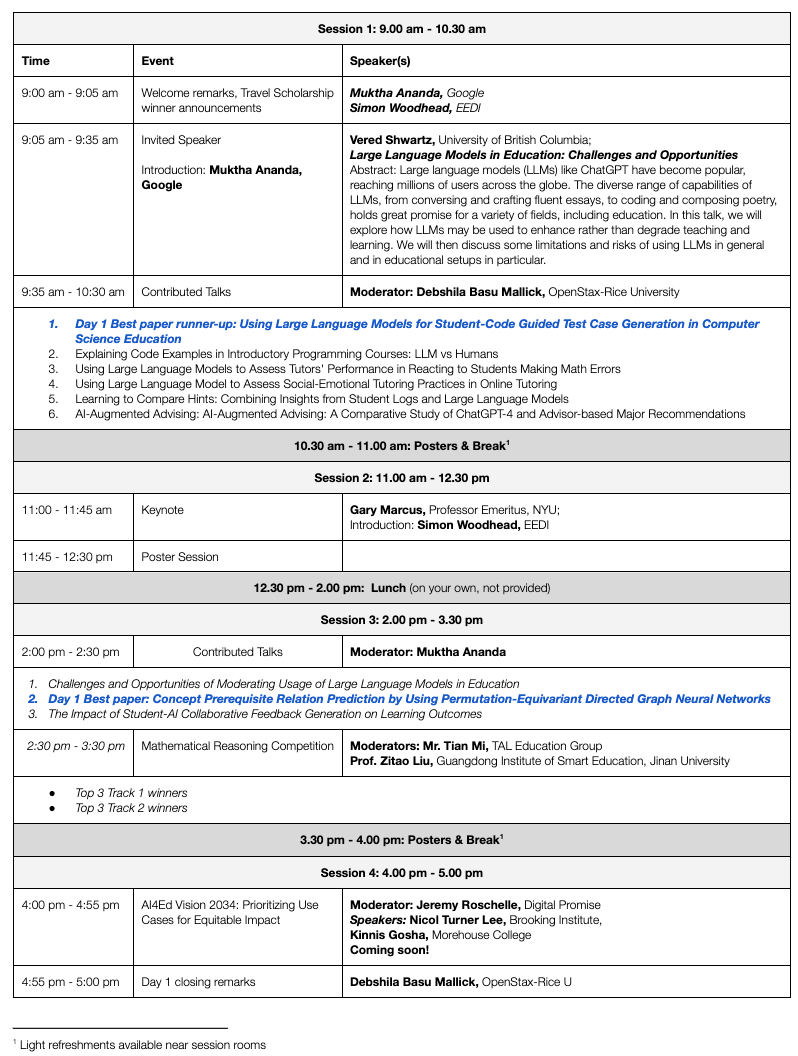 Session 1: 9.00 am - 10.30 am
Time Event Speaker(s)
9:00 am - 9:05 am Welcome remarks, Travel Scholarship winner announcements
Muktha Ananda, Google
Simon Woodhead, EEDI
9:05 am - 9:35 am Invited Speaker
Introduction: Muktha Ananda,
Google
Vered Shwartz, University of British Columbia;
Large Language Models in Education: Challenges and Opportunities
Abstract: Large language models (LLMs) like ChatGPT have become popular,
reaching millions of users across the globe. The diverse range of capabilities of
LLMs, from conversing and crafting fluent essays, to coding and composing poetry,
holds great promise for a variety of fields, including education. In this talk, we will
explore how LLMs may be used to enhance rather than degrade teaching and
learning. We will then discuss some limitations and risks of using LLMs in general
and in educational setups in particular.
9:35 am - 10:30 am Contributed Talks Moderator: Debshila Basu Mallick, OpenStax-Rice University
1. Day 1 Best paper runner-up: Using Large Language Models for Student-Code Guided Test Case Generation in Computer
Science Education
2. Explaining Code Examples in Introductory Programming Courses: LLM vs Humans
3. Using Large Language Models to Assess Tutors' Performance in Reacting to Students Making Math Errors
4. Using Large Language Model to Assess Social-Emotional Tutoring Practices in Online Tutoring
5. Learning to Compare Hints: Combining Insights from Student Logs and Large Language Models
6. AI-Augmented Advising: AI-Augmented Advising: A Comparative Study of ChatGPT-4 and Advisor-based Major Recommendations
10.30 am - 11.00 am: Posters & Break¹
Session 2: 11.00 am - 12.30 pm
11:00 - 11:45 am Keynote Gary Marcus, Professor Emeritus, NYU;
Introduction: Simon Woodhead, EEDI
11:45 - 12:30 pm Poster Session
12.30 pm - 2.00 pm: Lunch (on your own, not provided)
Session 3: 2.00 pm - 3.30 pm
2:00 pm - 2:30 pm Contributed Talks Moderator: Muktha Ananda
1. Challenges and Opportunities of Moderating Usage of Large Language Models in Education
2. Day 1 Best paper: Concept Prerequisite Relation Prediction by Using Permutation-Equivariant Directed Graph Neural Networks
3. The Impact of Student-AI Collaborative Feedback Generation on Learning Outcomes
2:30 pm - 3:30 pm Mathematical Reasoning Competition Moderators: Mr. Tian Mi, TAL Education Group
Prof. Zitao Liu, Guangdong Institute of Smart Education, Jinan University
● Top 3 Track 1 winners
● Top 3 Track 2 winners
3.30 pm - 4.00 pm: Posters & Break¹
Session 4: 4.00 pm - 5.00 pm
4:00 pm - 4:55 pm AI4Ed Vision 2034: Prioritizing Use
Cases for Equitable Impact
Moderator: Jeremy Roschelle, Digital Promise
Speakers: Nicol Turner Lee, Brooking Institute,
Kinnis Gosha, Morehouse College
Coming soon!
4:55 pm - 5:00 pm Day 1 closing remarks Debshila Basu Mallick, OpenStax-Rice U
¹ Light refreshments available near session rooms